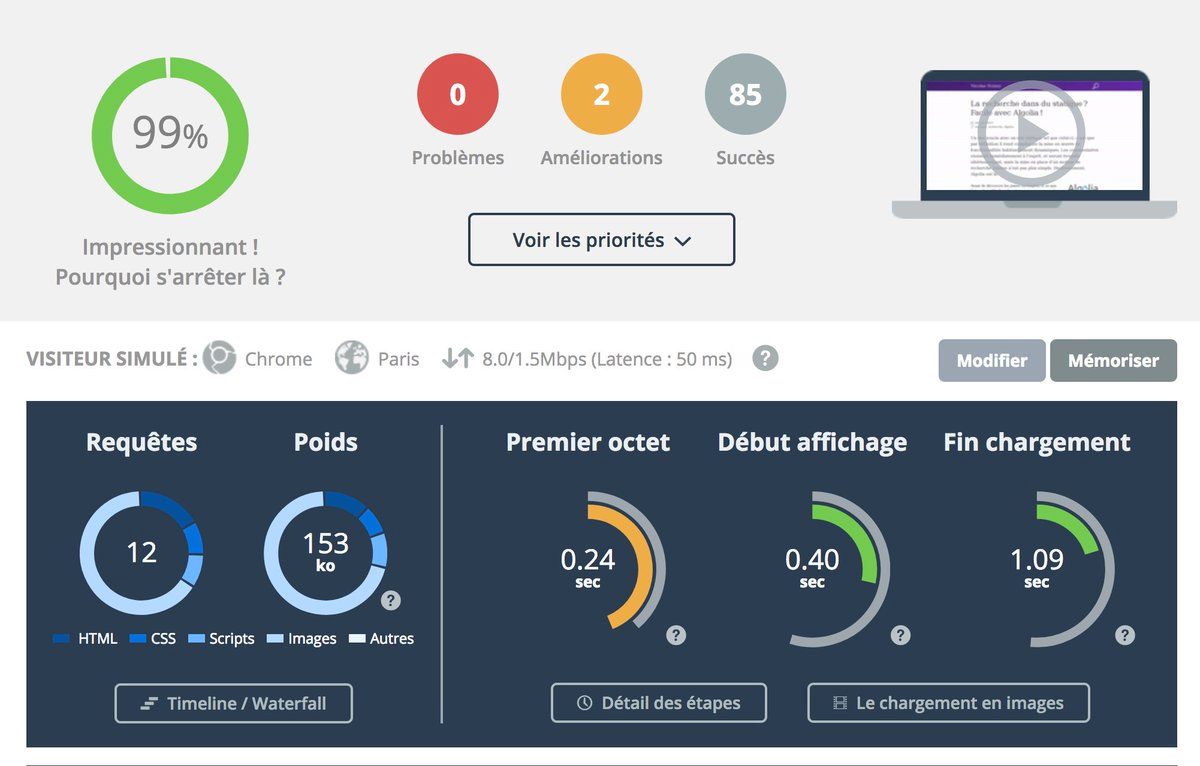 99%
Impressionnant !
Pourquoi s'arrêter là ?
0
Problèmes
2
Améliorations
85
Succès
Voir les priorités
La recherche dans du statique ?
Facile avec Algolia !
Algolia
VISITEUR SIMULÉ :
Chrome
Paris
8.0/1.5Mbps (Latence : 50 ms)
?
Modifier
Mémoriser
Requêtes
Poids
12
153
ko
?
HTML
CSS
Scripts
Images
Autres
Timeline / Waterfall
Premier octet
Début affichage
Fin chargement
0.24
sec
?
0.40
sec
?
1.09
sec
?
Détail des étapes
Le chargement en images